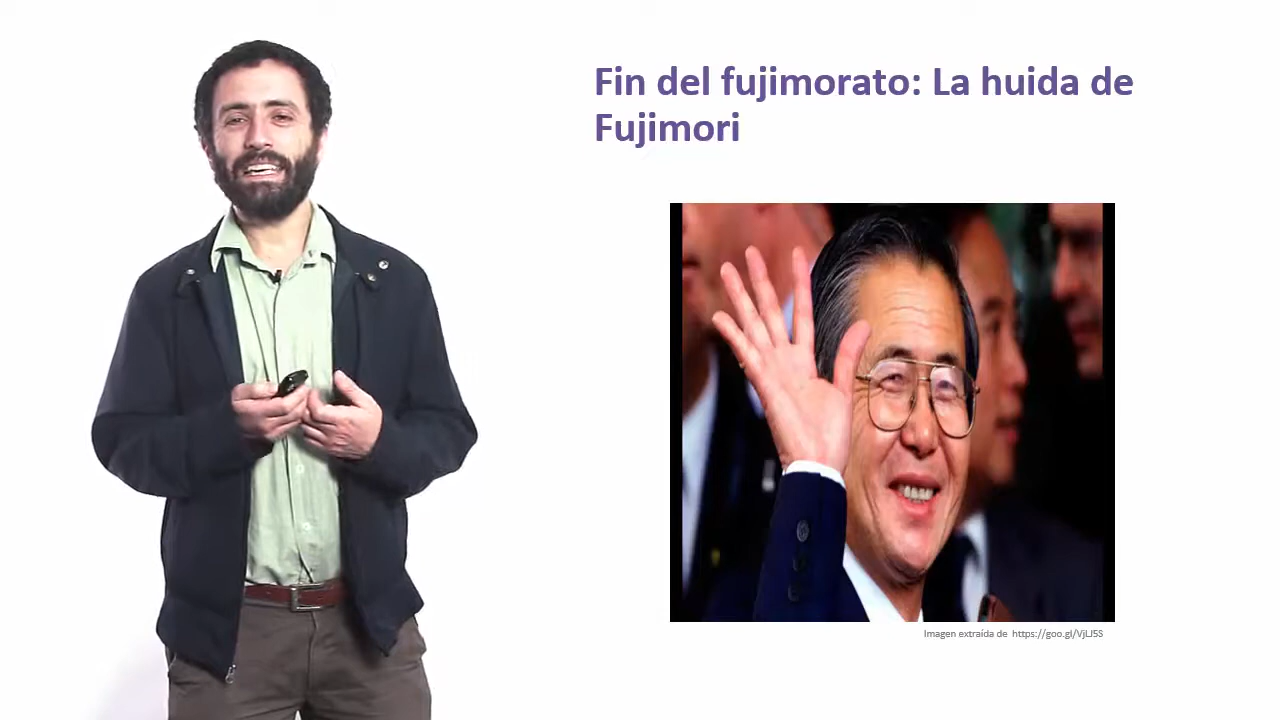 Fin del fujimorato: La huida de
Fujimori
Imagen extraída de https://goo.gl/VjLJ5S